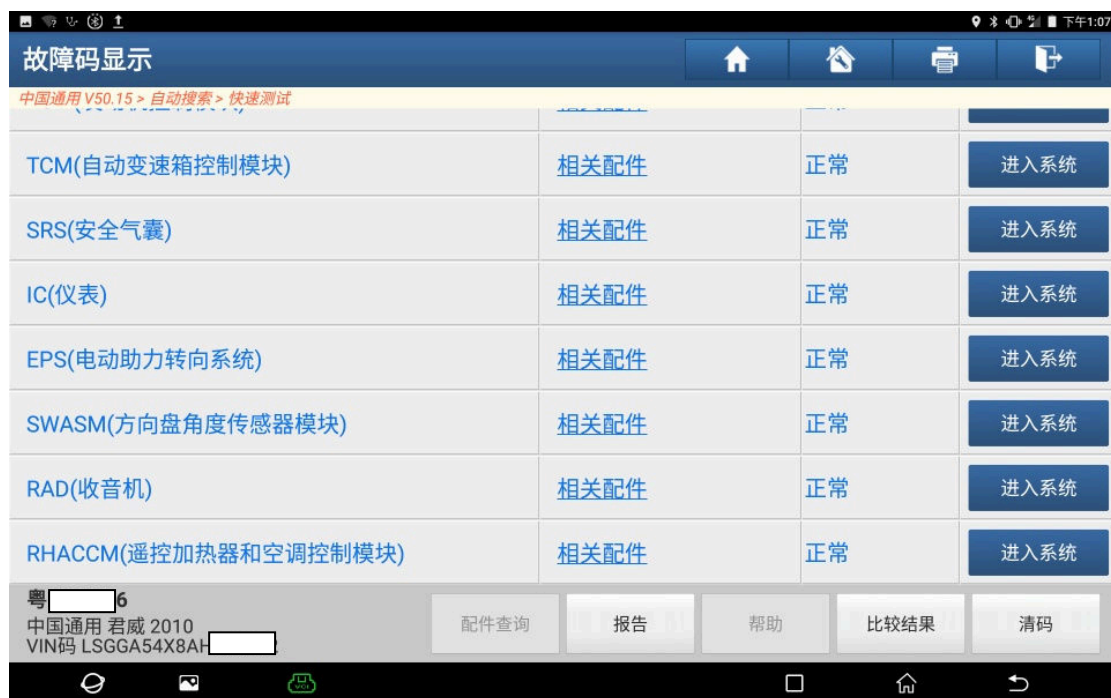 下午1:07
故障码显示
中国通用 V50.15 > 自动搜索 > 快速测试
TCM(自动变速箱控制模块) 相关配件 正常 进入系统
SRS(安全气囊) 相关配件 正常 进入系统
IC(仪表) 相关配件 正常 进入系统
EPS(电动助力转向系统) 相关配件 正常 进入系统
SWASM(方向盘角度传感器模块) 相关配件 正常 进入系统
RAD(收音机) 相关配件 正常 进入系统
RHACCM(遥控加热器和空调控制模块) 相关配件 正常 进入系统
粤 6
中国通用 君威 2010
VIN码 LSGGA54X8AH
配件查询 报告 帮助 比较结果 清码
VCI